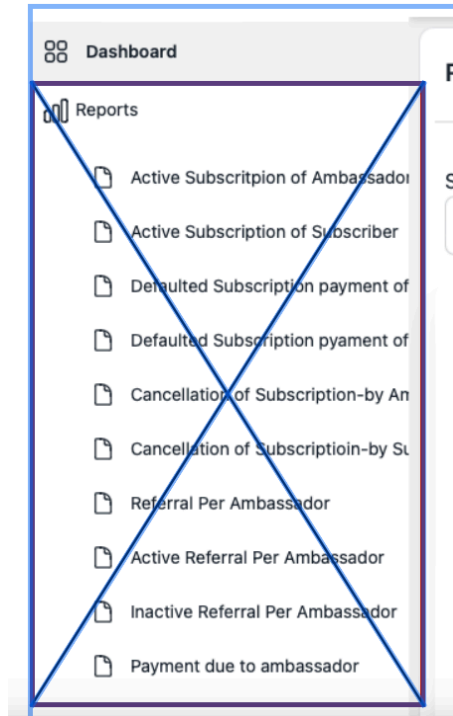 Dashboard
Reports
Active Subscritpion of Ambassador
Active Subscription of Subscriber
Defaulted Subscription payment of
Defaulted Subscription pyament of
Cancellation of Subscription-by Am
Cancellation of Subscriptioin-by Su
Referral Per Ambassador
Active Referral Per Ambassador
Inactive Referral Per Ambassador
Payment due to ambassador